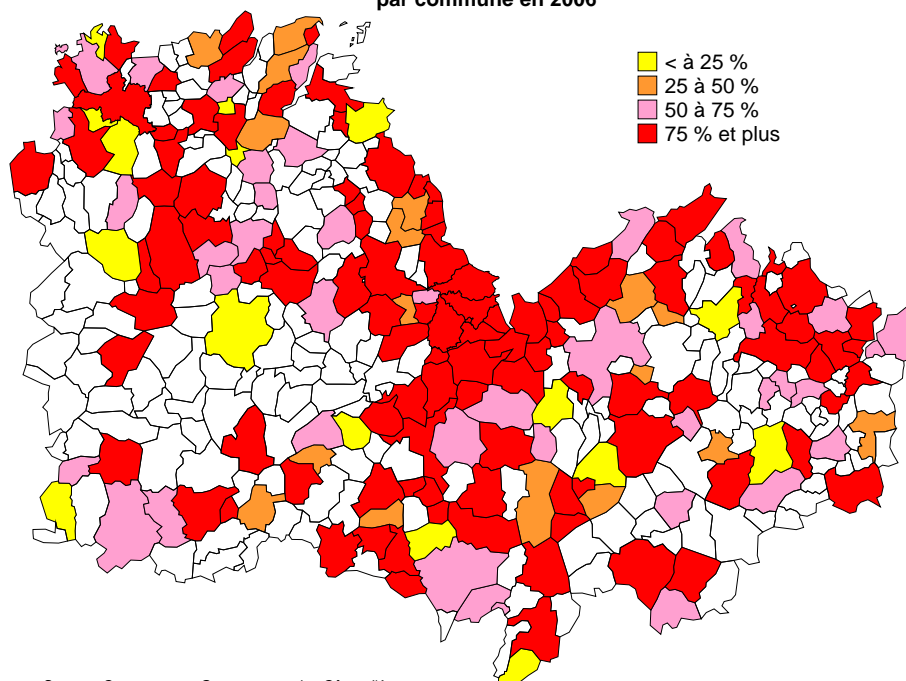 par commune en 2006
< à 25 %
25 à 50 %
50 à 75 %
75 % et plus